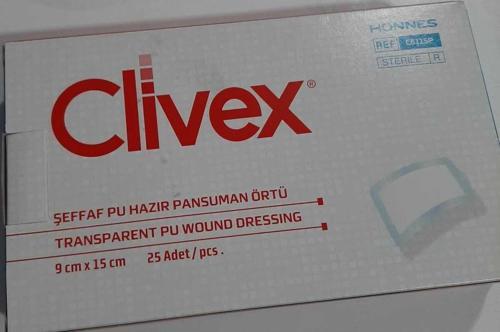 HONNES
REF C6115P
STERILE R
Clivex®
ŞEFFAF PU HAZIR PANSUMAN ÖRTÜ
TRANSPARENT PU WOUND DRESSING
9 cm x 15 cm 25 Adet / pcs .